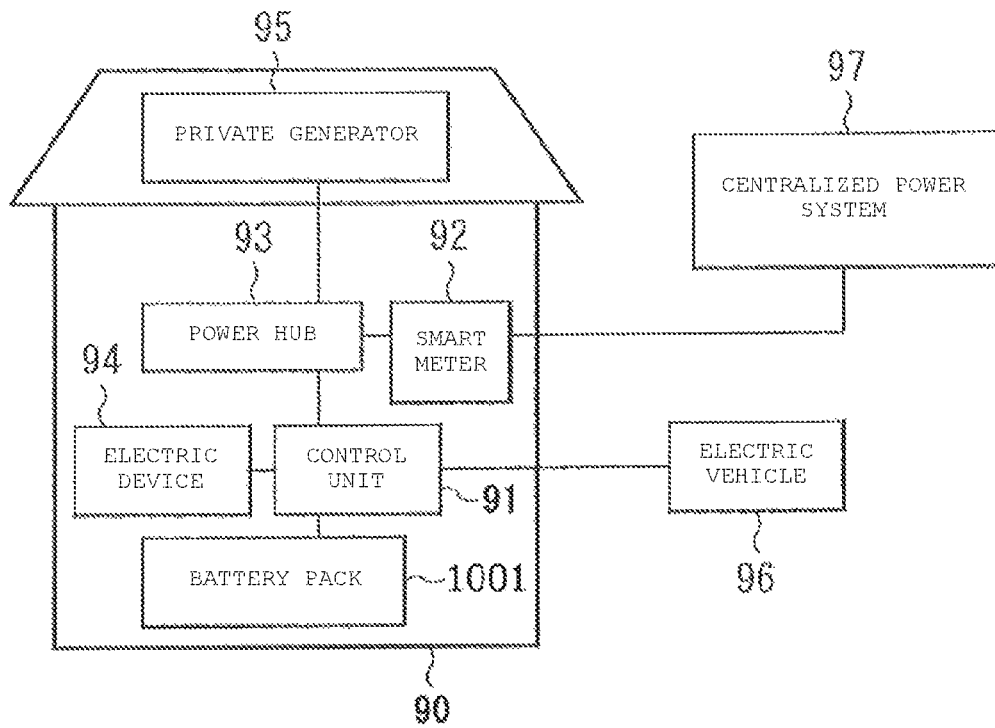 95
97
PRIVATE GENERATOR
CENTRALIZED POWER
SYSTEM
93
92
POWER HUB
SMART
METER
94
ELECTRIC
DEVICE
CONTROL
UNIT
91
ELECTRIC
VEHICLE
96
BATTERY PACK
1001
90